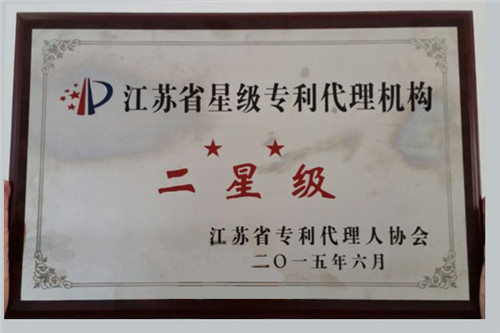 江苏省星级专利代理机构
二星级
江苏省专利代理人协会
二〇一五年六月